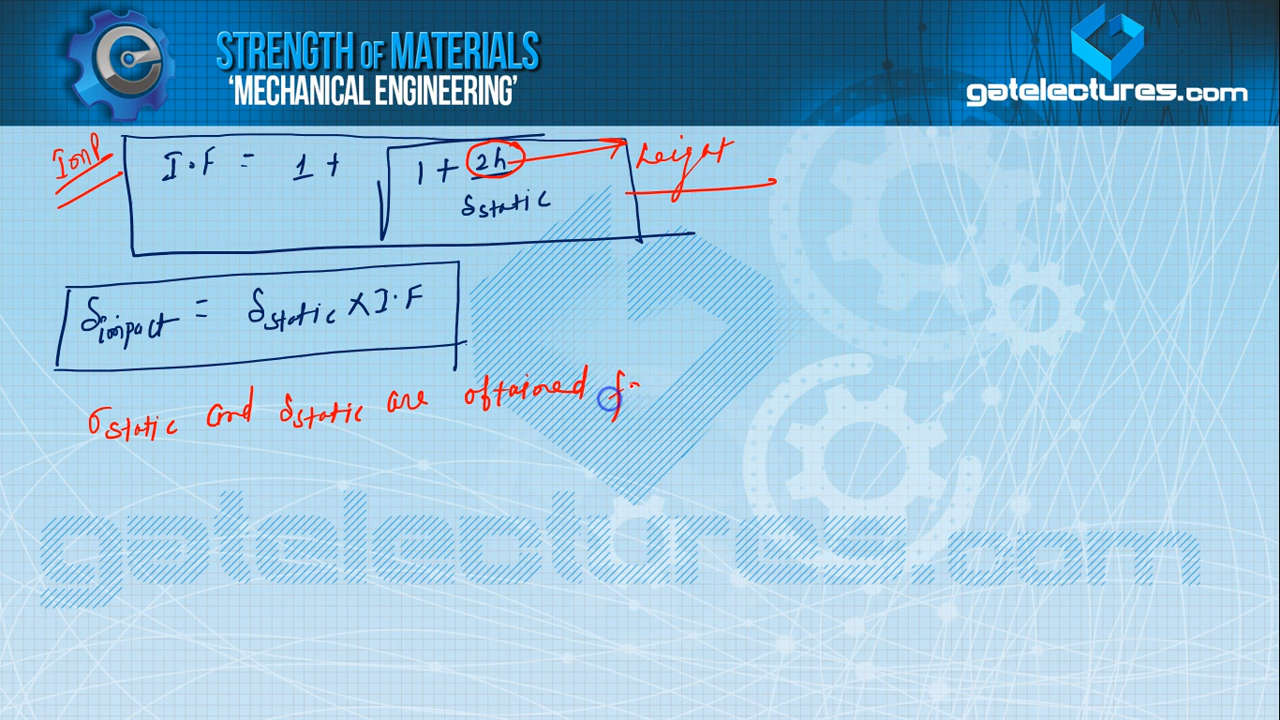 STRENGTH OF MATERIALS
'MECHANICAL ENGINEERING'
gatelectures.com
Imp
I.F = 1 + √ 1 + 2h / δstatic
height
δimpact = δstatic × I.F
σstatic and δstatic are obtained f
gatelectures.com